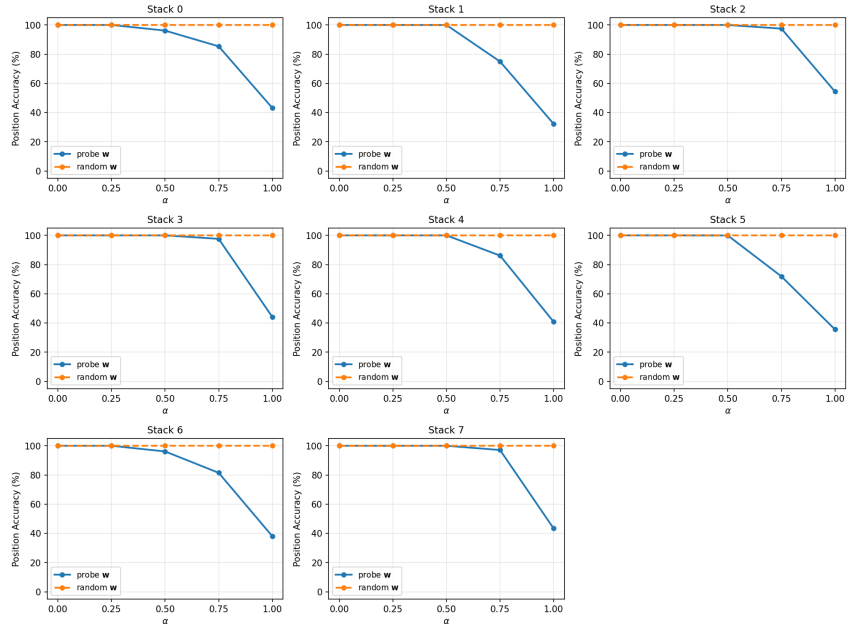 Stack 0
Position Accuracy (%)
100
80
60
40
20
0
probe w
random w
0.00 0.25 0.50 0.75 1.00
α
Stack 1
Position Accuracy (%)
100
80
60
40
20
0
probe w
random w
0.00 0.25 0.50 0.75 1.00
α
Stack 2
Position Accuracy (%)
100
80
60
40
20
0
probe w
random w
0.00 0.25 0.50 0.75 1.00
α
Stack 3
Position Accuracy (%)
100
80
60
40
20
0
probe w
random w
0.00 0.25 0.50 0.75 1.00
α
Stack 4
Position Accuracy (%)
100
80
60
40
20
0
probe w
random w
0.00 0.25 0.50 0.75 1.00
α
Stack 5
Position Accuracy (%)
100
80
60
40
20
0
probe w
random w
0.00 0.25 0.50 0.75 1.00
α
Stack 6
Position Accuracy (%)
100
80
60
40
20
0
probe w
random w
0.00 0.25 0.50 0.75 1.00
α
Stack 7
Position Accuracy (%)
100
80
60
40
20
0
probe w
random w
0.00 0.25 0.50 0.75 1.00
α